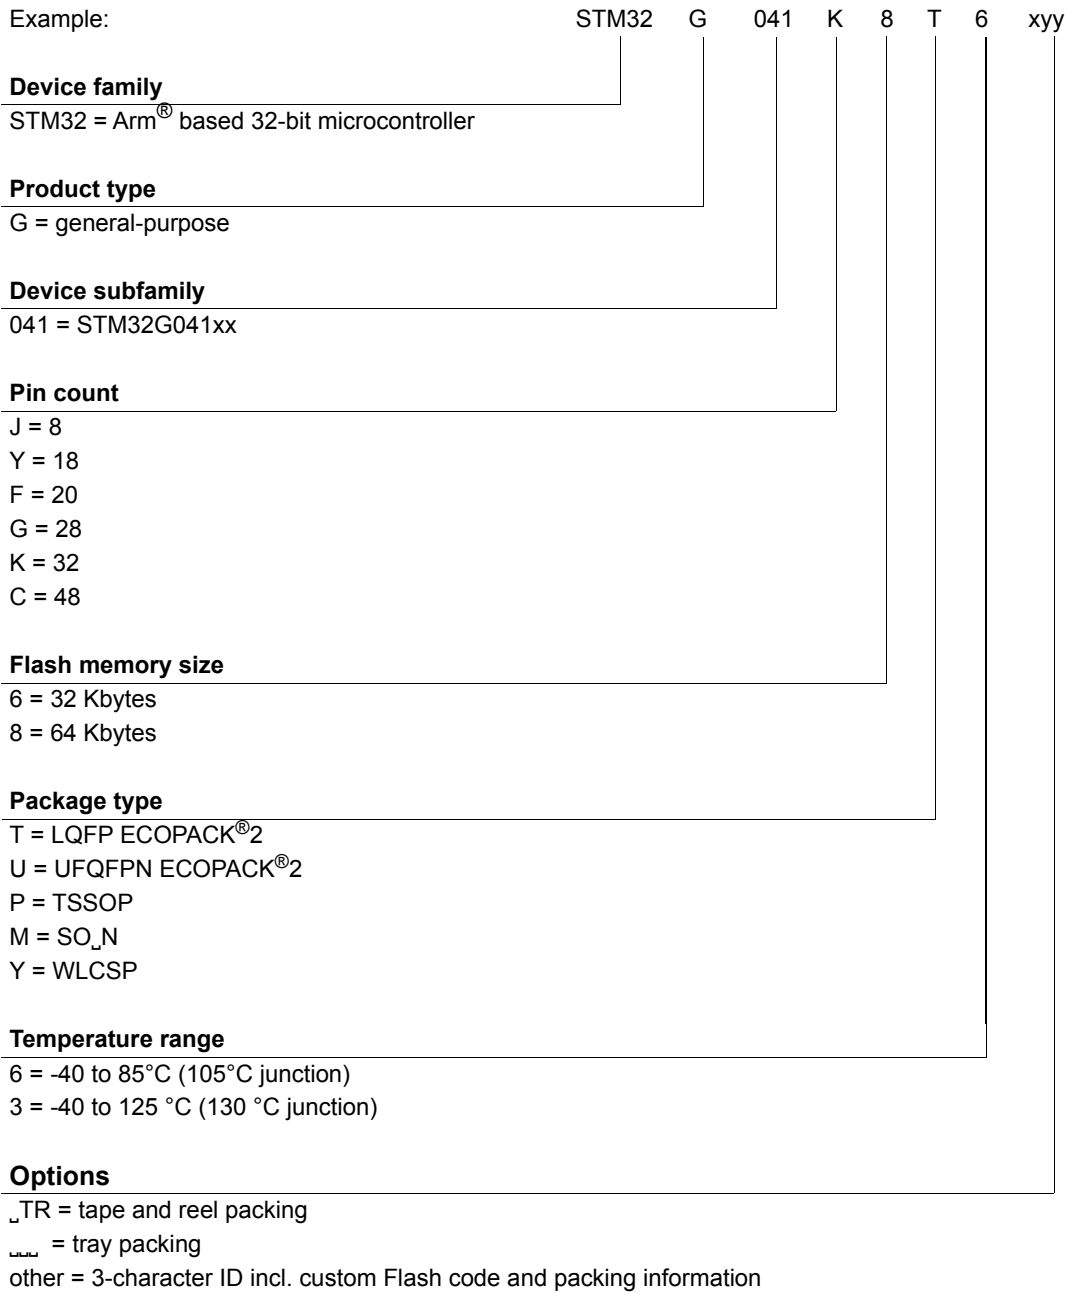 Example: STM32 G 041 K 8 T 6 xyy
Device family
STM32 = Arm® based 32-bit microcontroller
Product type
G = general-purpose
Device subfamily
041 = STM32G041xx
Pin count
J = 8
Y = 18
F = 20
G = 28
K = 32
C = 48
Flash memory size
6 = 32 Kbytes
8 = 64 Kbytes
Package type
T = LQFP ECOPACK®2
U = UFQFPN ECOPACK®2
P = TSSOP
M = SO␣N
Y = WLCSP
Temperature range
6 = -40 to 85°C (105°C junction)
3 = -40 to 125 °C (130 °C junction)
Options
␣TR = tape and reel packing
␣␣␣ = tray packing
other = 3-character ID incl. custom Flash code and packing information